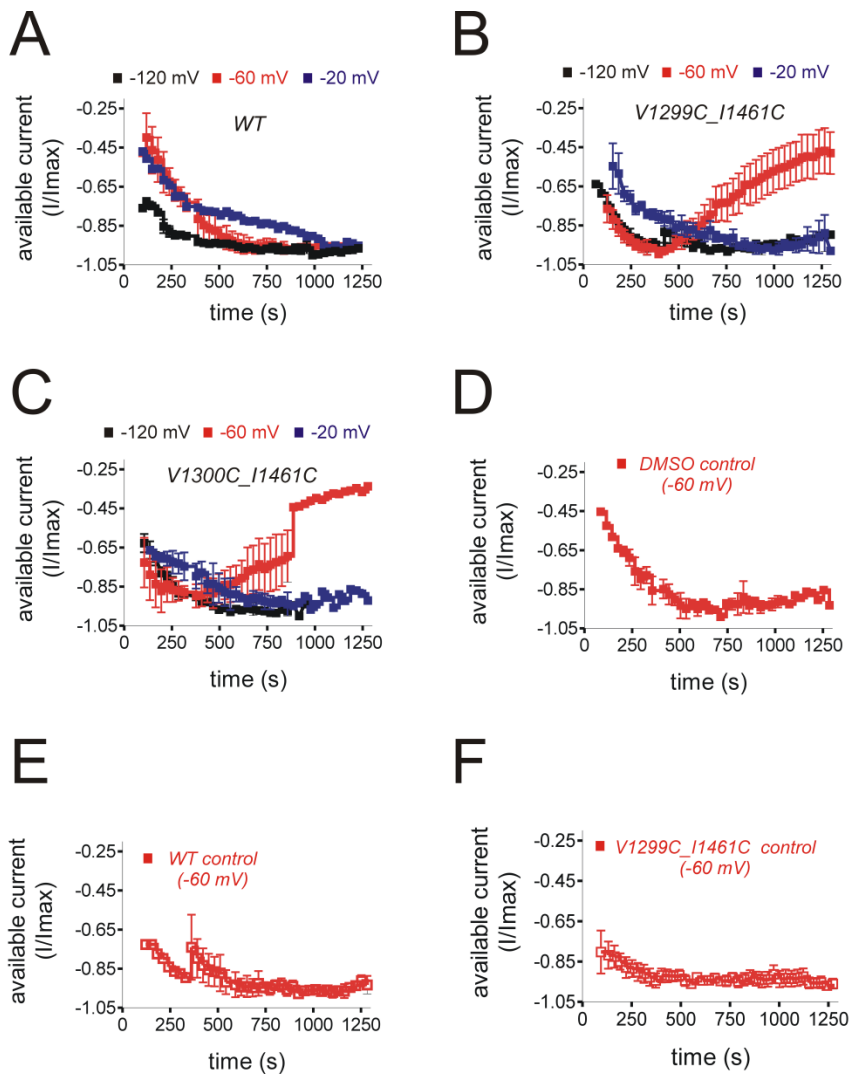 A
-120 mV -60 mV -20 mV
WT
available current
(I/Imax)
-0.25
-0.45
-0.65
-0.85
-1.05
0 250 500 750 1000 1250
time (s)
B
-120 mV -60 mV -20 mV
V1299C_I1461C
available current
(I/Imax)
-0.25
-0.45
-0.65
-0.85
-1.05
0 250 500 750 1000 1250
time (s)
C
-120 mV -60 mV -20 mV
V1300C_I1461C
available current
(I/Imax)
-0.25
-0.45
-0.65
-0.85
-1.05
0 250 500 750 1000 1250
time (s)
D
DMSO control
(-60 mV)
available current
(I/Imax)
-0.25
-0.45
-0.65
-0.85
-1.05
0 250 500 750 1000 1250
time (s)
E
WT control
(-60 mV)
available current
(I/Imax)
-0.25
-0.45
-0.65
-0.85
-1.05
0 250 500 750 1000 1250
time (s)
F
V1299C_I1461C control
(-60 mV)
available current
(I/Imax)
-0.25
-0.45
-0.65
-0.85
-1.05
0 250 500 750 1000 1250
time (s)